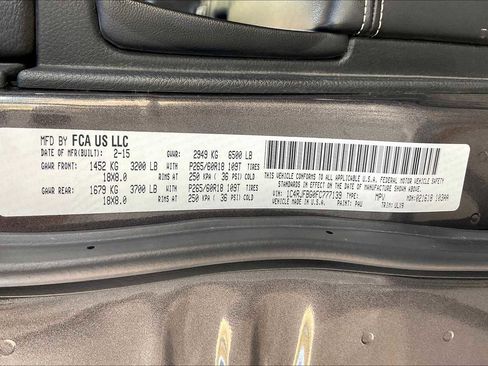 MFD BY FCA US LLC
DATE OF MFR(BUILT): 2-15 GVWR: 2949 KG 6500 LB
GAWR FRONT: 1452 KG 3200 LB WITH P265/60R18 109T TIRES
18X8.0 RIMS AT 250 KPA ( 36 PSI) COLD
GAWR REAR: 1679 KG 3700 LB WITH P265/60R18 109T TIRES
18X8.0 RIMS AT 250 KPA ( 36 PSI) COLD
THIS VEHICLE CONFORMS TO ALL APPLICABLE
U.S.A. FEDERAL MOTOR VEHICLE SAFETY
STANDARDS IN EFFECT ON THE DATE OF
MANUFACTURE SHOWN ABOVE.
VIN: 1C4RJFBG0FC777139 MPV
VEHICLE MADE IN U.S.A. PAINT: PAU TRIM: ULX9